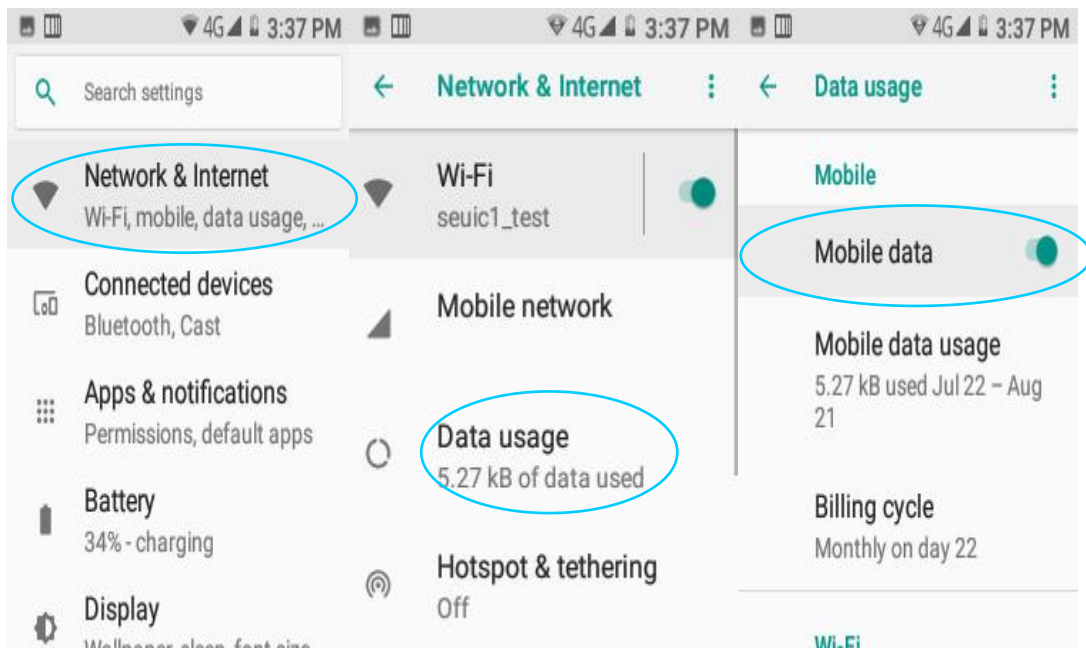 4G 3:37 PM
Search settings
Network & Internet
Wi-Fi, mobile, data usage, ...
Connected devices
Bluetooth, Cast
Apps & notifications
Permissions, default apps
Battery
34% - charging
Display
4G 3:37 PM
Network & Internet
Wi-Fi
seuic1_test
Mobile network
Data usage
5.27 kB of data used
Hotspot & tethering
Off
4G 3:37 PM
Data usage
Mobile
Mobile data
Mobile data usage
5.27 kB used Jul 22 – Aug
21
Billing cycle
Monthly on day 22
Wi-Fi